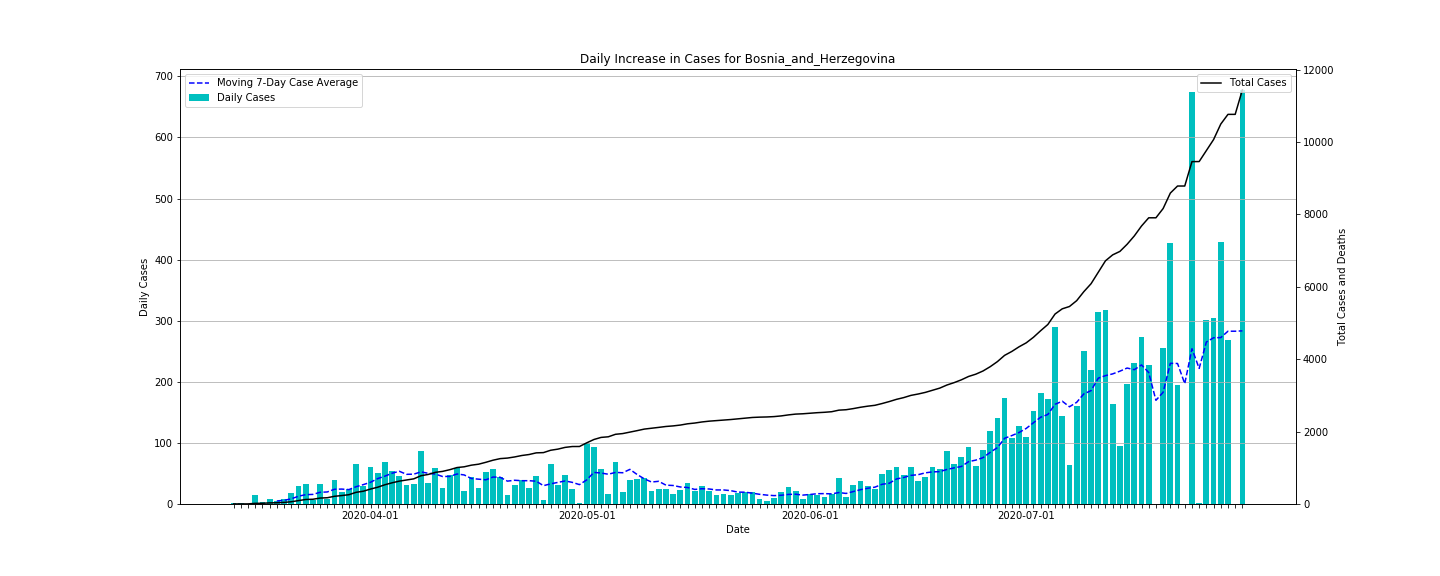 Daily Increase in Cases for Bosnia_and_Herzegovina
Moving 7-Day Case Average
Daily Cases
Total Cases
700
600
500
400
300
200
100
0
Daily Cases
12000
10000
8000
6000
4000
2000
0
Total Cases and Deaths
2020-04-01
2020-05-01
2020-06-01
2020-07-01
Date